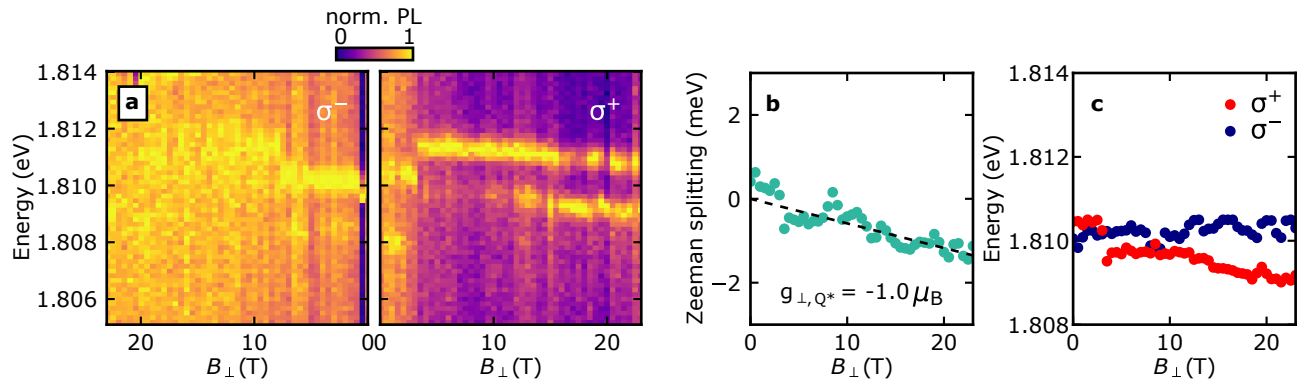 norm. PL
0 1
a
σ−
σ+
Energy (eV)
1.814
1.812
1.810
1.808
1.806
20 10 0
0 10 20
B⊥(T)
B⊥(T)
b
Zeeman splitting (meV)
2
0
−2
g⊥,Q* = -1.0 μB
0 10 20
B⊥(T)
c
σ+
σ−
Energy (eV)
1.814
1.812
1.810
1.808
0 10 20
B⊥(T)